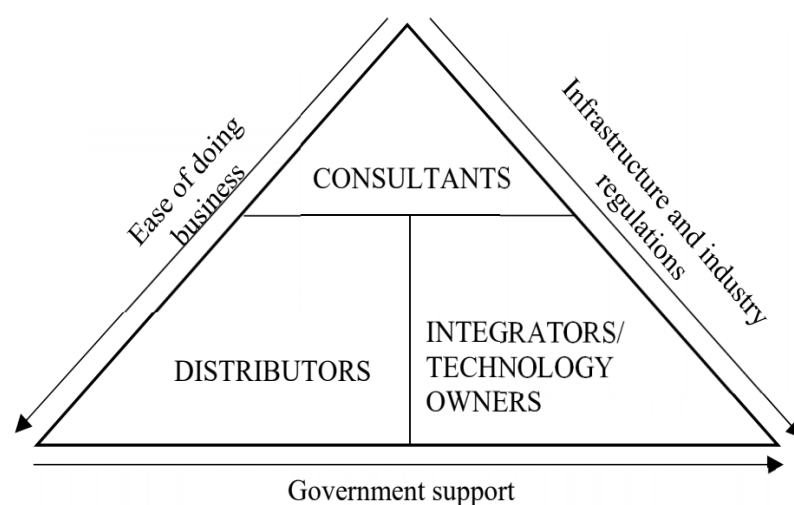 Ease of doing
business
Infrastructure and industry
regulations
CONSULTANTS
DISTRIBUTORS
INTEGRATORS/
TECHNOLOGY
OWNERS
Government support